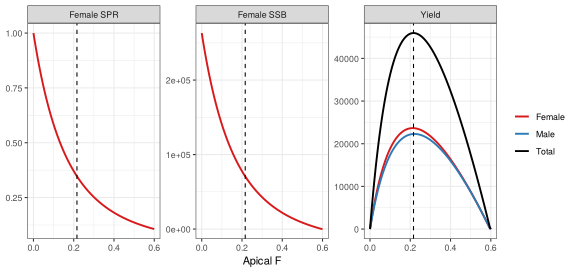 Female SPR
Female SSB
Yield
1.00
0.75
0.50
0.25
2e+05
1e+05
0e+00
40000
30000
20000
10000
0
Female
Male
Total
0.0 0.2 0.4 0.6
0.0 0.2 0.4 0.6
0.0 0.2 0.4 0.6
Apical F